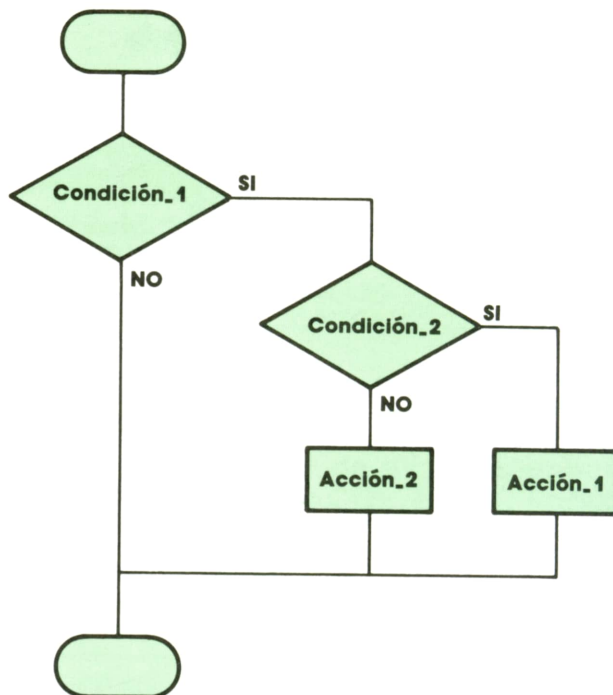 Condición_1
SI
NO
Condición_2
SI
NO
Acción_2
Acción_1